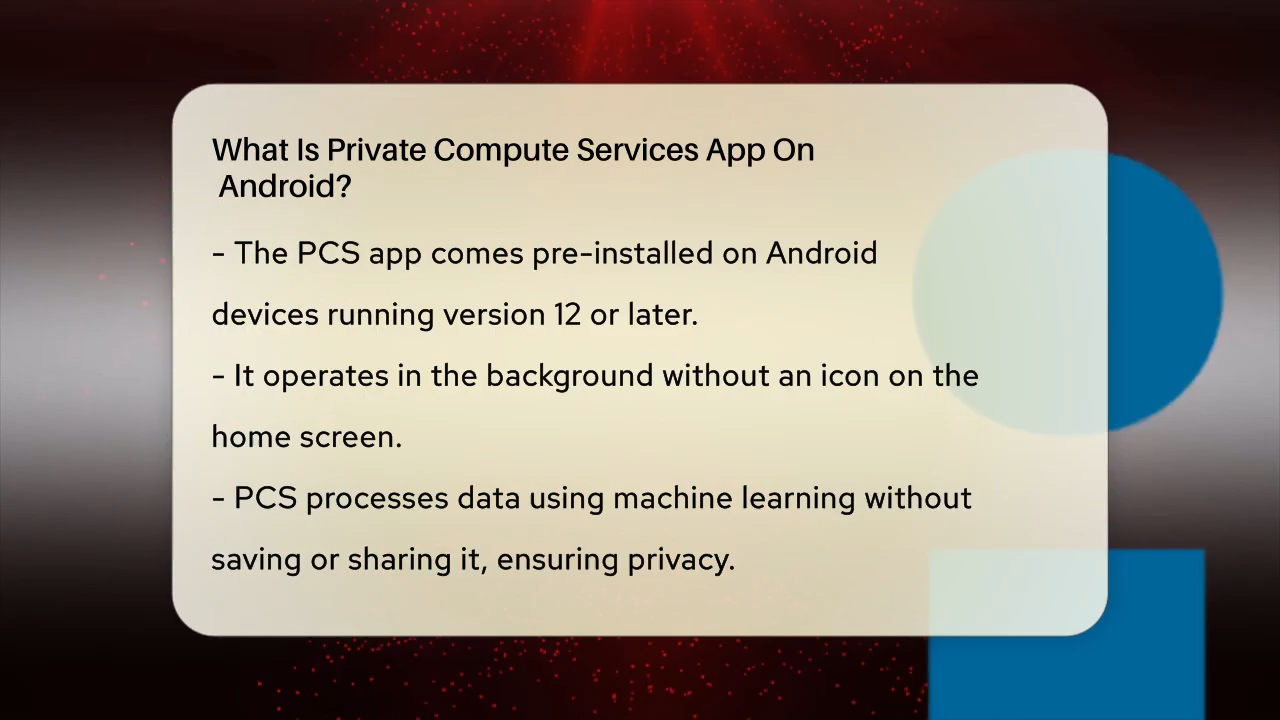 What Is Private Compute Services App On
Android?
- The PCS app comes pre-installed on Android
devices running version 12 or later.
- It operates in the background without an icon on the
home screen.
- PCS processes data using machine learning without
saving or sharing it, ensuring privacy.